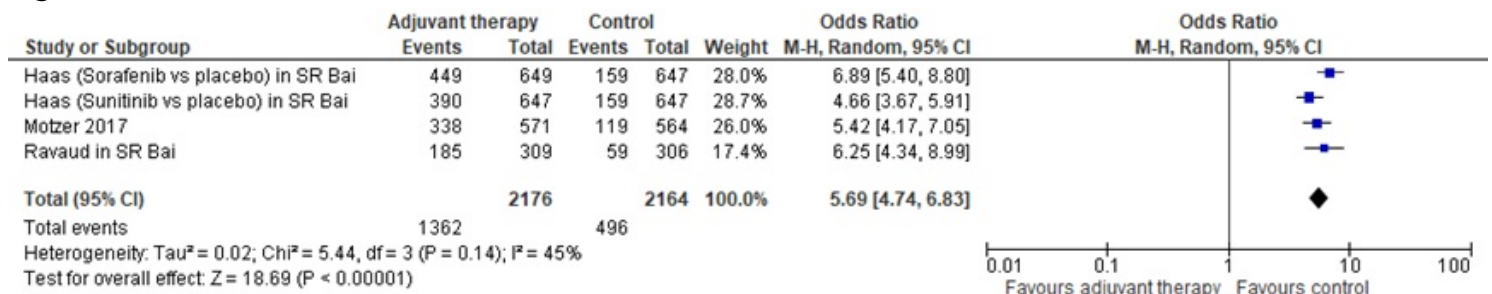 Adjuvant therapy Control Odds Ratio Odds Ratio
Study or Subgroup Events Total Events Total Weight M-H, Random, 95% CI M-H, Random, 95% CI
Haas (Sorafenib vs placebo) in SR Bai 449 649 159 647 28.0% 6.89 [5.40, 8.80]
Haas (Sunitinib vs placebo) in SR Bai 390 647 159 647 28.7% 4.66 [3.67, 5.91]
Motzer 2017 338 571 119 564 26.0% 5.42 [4.17, 7.05]
Ravaud in SR Bai 185 309 59 306 17.4% 6.25 [4.34, 8.99]
Total (95% CI) 2176 2164 100.0% 5.69 [4.74, 6.83]
Total events 1362 496
Heterogeneity: Tau² = 0.02; Chi² = 5.44, df = 3 (P = 0.14); I² = 45%
Test for overall effect: Z = 18.69 (P < 0.00001)
0.01 0.1 1 10 100
Favours adjuvant therapy Favours control